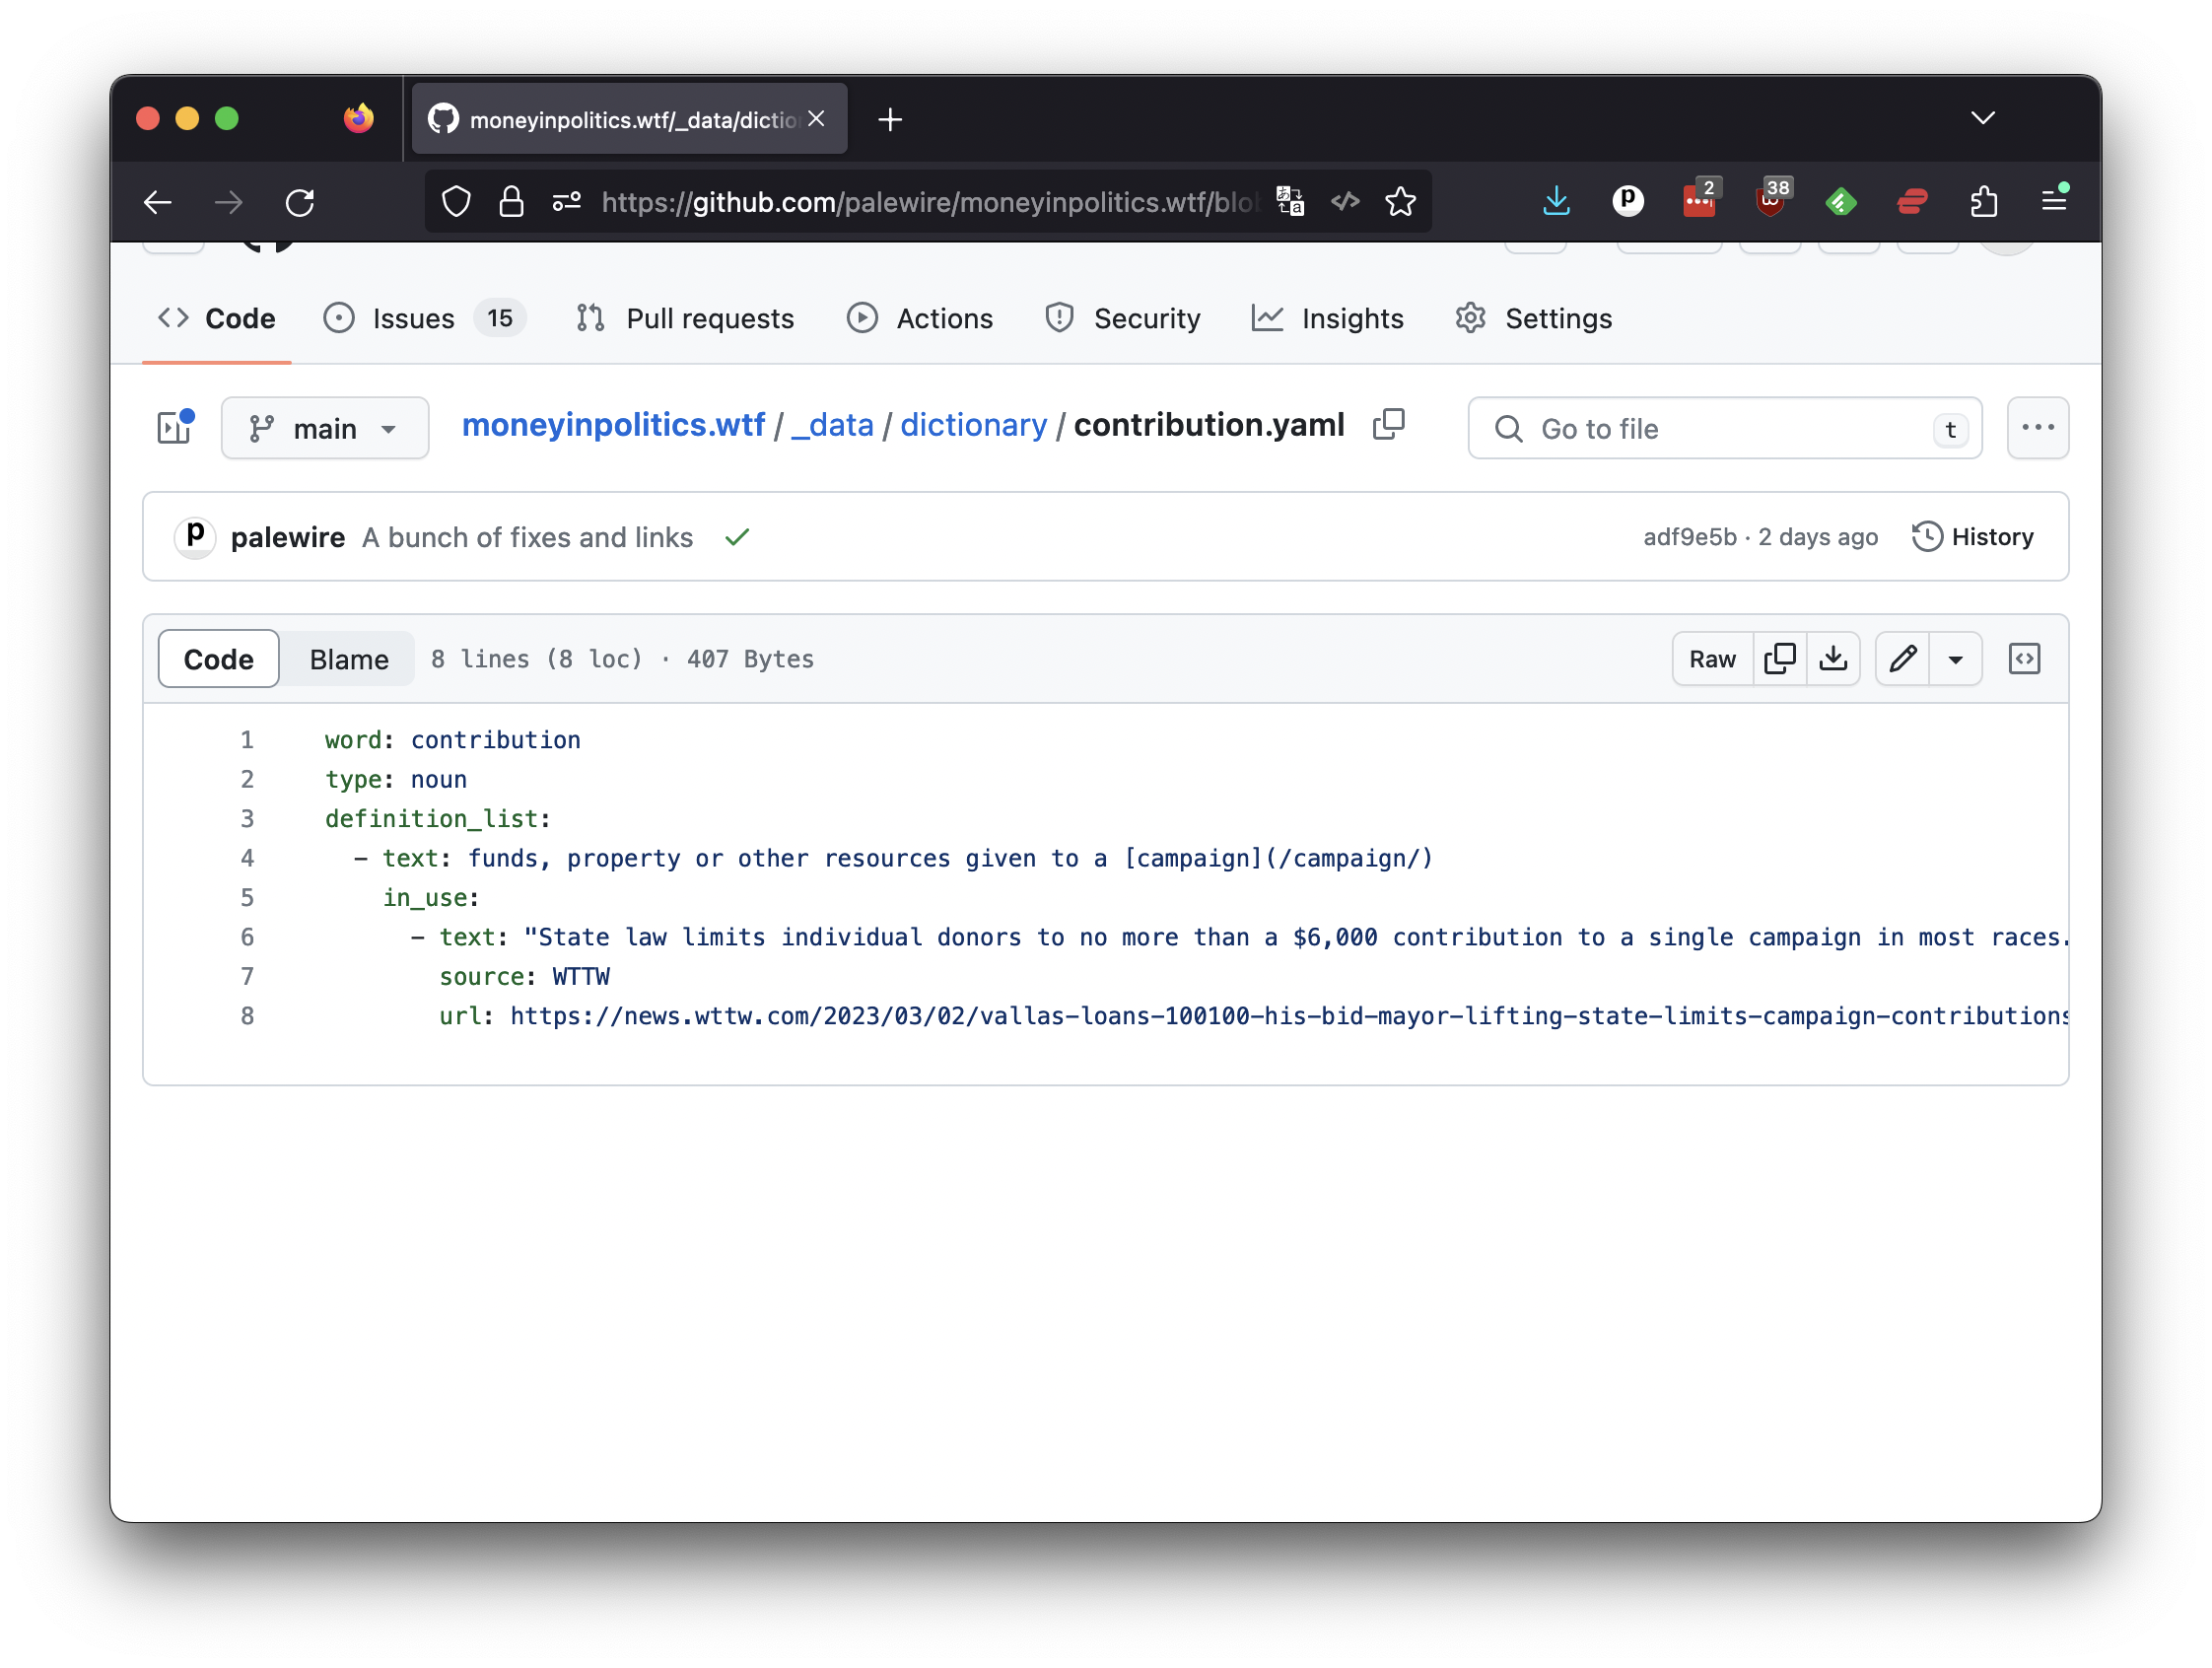 moneyinpolitics.wtf/_data/dictio
https://github.com/palewire/moneyinpolitics.wtf/blob
p
2
38
Code
Issues 15
Pull requests
Actions
Security
Insights
Settings
main
moneyinpolitics.wtf / _data / dictionary / contribution.yaml
Go to file
t
p palewire A bunch of fixes and links
adf9e5b · 2 days ago
History
Code
Blame
8 lines (8 loc) · 407 Bytes
Raw
1 word: contribution
2 type: noun
3 definition_list:
4 - text: funds, property or other resources given to a [campaign](/campaign/)
5 in_use:
6 - text: "State law limits individual donors to no more than a $6,000 contribution to a single campaign in most races.
7 source: WTTW
8 url: https://news.wttw.com/2023/03/02/vallas-loans-100100-his-bid-mayor-lifting-state-limits-campaign-contributions